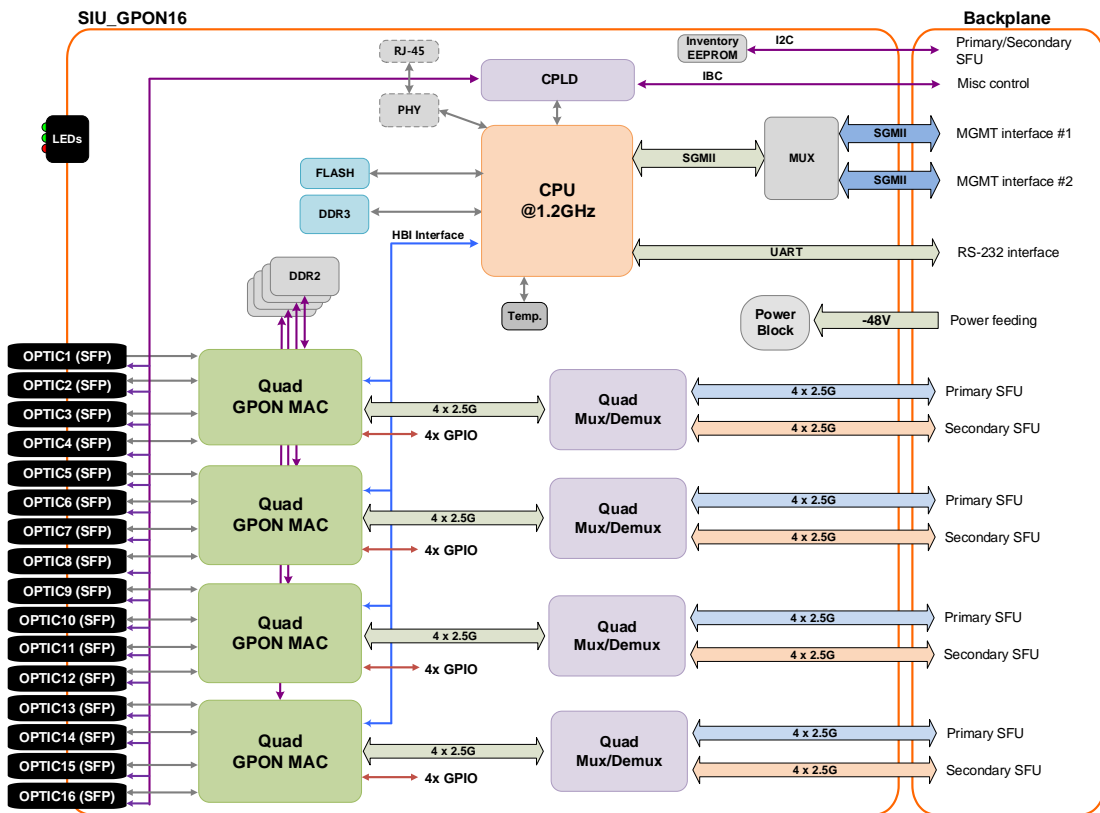 SIU_GPON16
Backplane
RJ-45
PHY
CPLD
Inventory
EEPROM
I2C
Primary/Secondary
SFU
IBC
Misc control
LEDs
FLASH
DDR3
CPU
@1.2GHz
SGMII
MUX
SGMII
MGMT interface #1
SGMII
MGMT interface #2
HBI Interface
UART
RS-232 interface
DDR2
Temp.
Power
Block
-48V
Power feeding
OPTIC1 (SFP)
OPTIC2 (SFP)
OPTIC3 (SFP)
OPTIC4 (SFP)
Quad
GPON MAC
4 x 2.5G
4x GPIO
Quad
Mux/Demux
4 x 2.5G
Primary SFU
4 x 2.5G
Secondary SFU
OPTIC5 (SFP)
OPTIC6 (SFP)
OPTIC7 (SFP)
OPTIC8 (SFP)
Quad
GPON MAC
4 x 2.5G
4x GPIO
Quad
Mux/Demux
4 x 2.5G
Primary SFU
4 x 2.5G
Secondary SFU
OPTIC9 (SFP)
OPTIC10 (SFP)
OPTIC11 (SFP)
OPTIC12 (SFP)
Quad
GPON MAC
4 x 2.5G
4x GPIO
Quad
Mux/Demux
4 x 2.5G
Primary SFU
4 x 2.5G
Secondary SFU
OPTIC13 (SFP)
OPTIC14 (SFP)
OPTIC15 (SFP)
OPTIC16 (SFP)
Quad
GPON MAC
4 x 2.5G
4x GPIO
Quad
Mux/Demux
4 x 2.5G
Primary SFU
4 x 2.5G
Secondary SFU